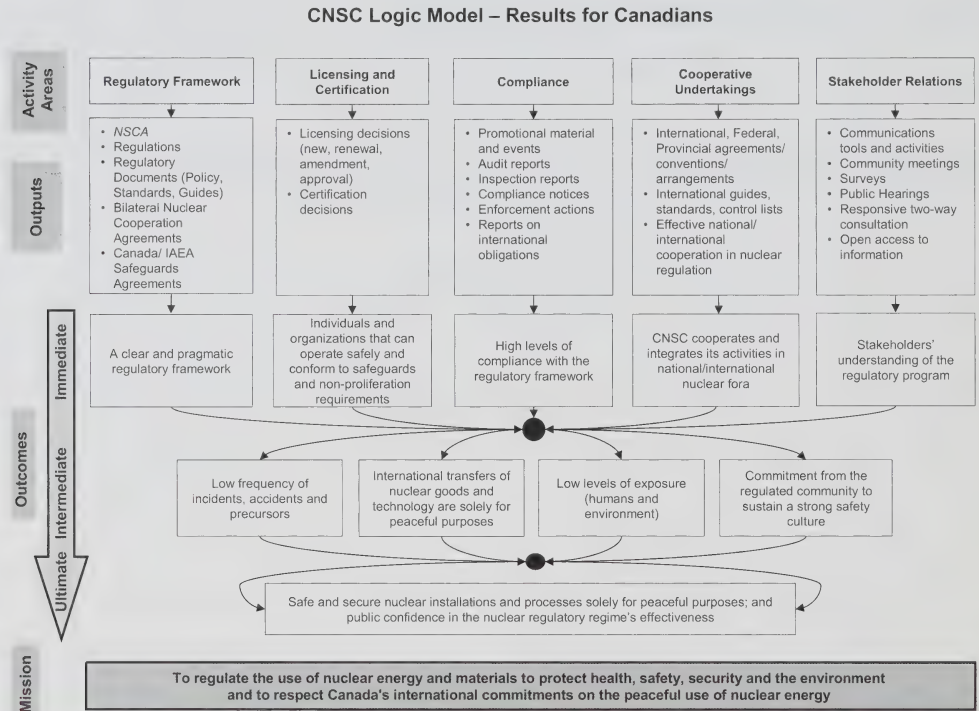 CNSC Logic Model – Results for Canadians
Activity
Areas
Regulatory Framework
Licensing and
Certification
Compliance
Cooperative
Undertakings
Stakeholder Relations
Outputs
• NSCA
• Regulations
• Regulatory
Documents (Policy,
Standards, Guides)
• Bilateral Nuclear
Cooperation
Agreements
• Canada/ IAEA
Safeguards
Agreements
• Licensing decisions
(new, renewal,
amendment,
approval)
• Certification
decisions
• Promotional material
and events
• Audit reports
• Inspection reports
• Compliance notices
• Enforcement actions
• Reports on
international
obligations
• International, Federal,
Provincial agreements/
conventions/
arrangements
• International guides,
standards, control lists
• Effective national/
international
cooperation in nuclear
regulation
• Communications
tools and activities
• Community meetings
• Surveys
• Public Hearings
• Responsive two-way
consultation
• Open access to
information
Outcomes
Immediate
A clear and pragmatic
regulatory framework
Individuals and
organizations that can
operate safely and
conform to safeguards
and non-proliferation
requirements
High levels of
compliance with the
regulatory framework
CNSC cooperates and
integrates its activities in
national/international
nuclear fora
Stakeholders'
understanding of the
regulatory program
Intermediate
Low frequency of
incidents, accidents and
precursors
International transfers of
nuclear goods and
technology are solely for
peaceful purposes
Low levels of exposure
(humans and
environment)
Commitment from the
regulated community to
sustain a strong safety
culture
Ultimate
Safe and secure nuclear installations and processes solely for peaceful purposes; and
public confidence in the nuclear regulatory regime's effectiveness
Mission
To regulate the use of nuclear energy and materials to protect health, safety, security and the environment
and to respect Canada's international commitments on the peaceful use of nuclear energy